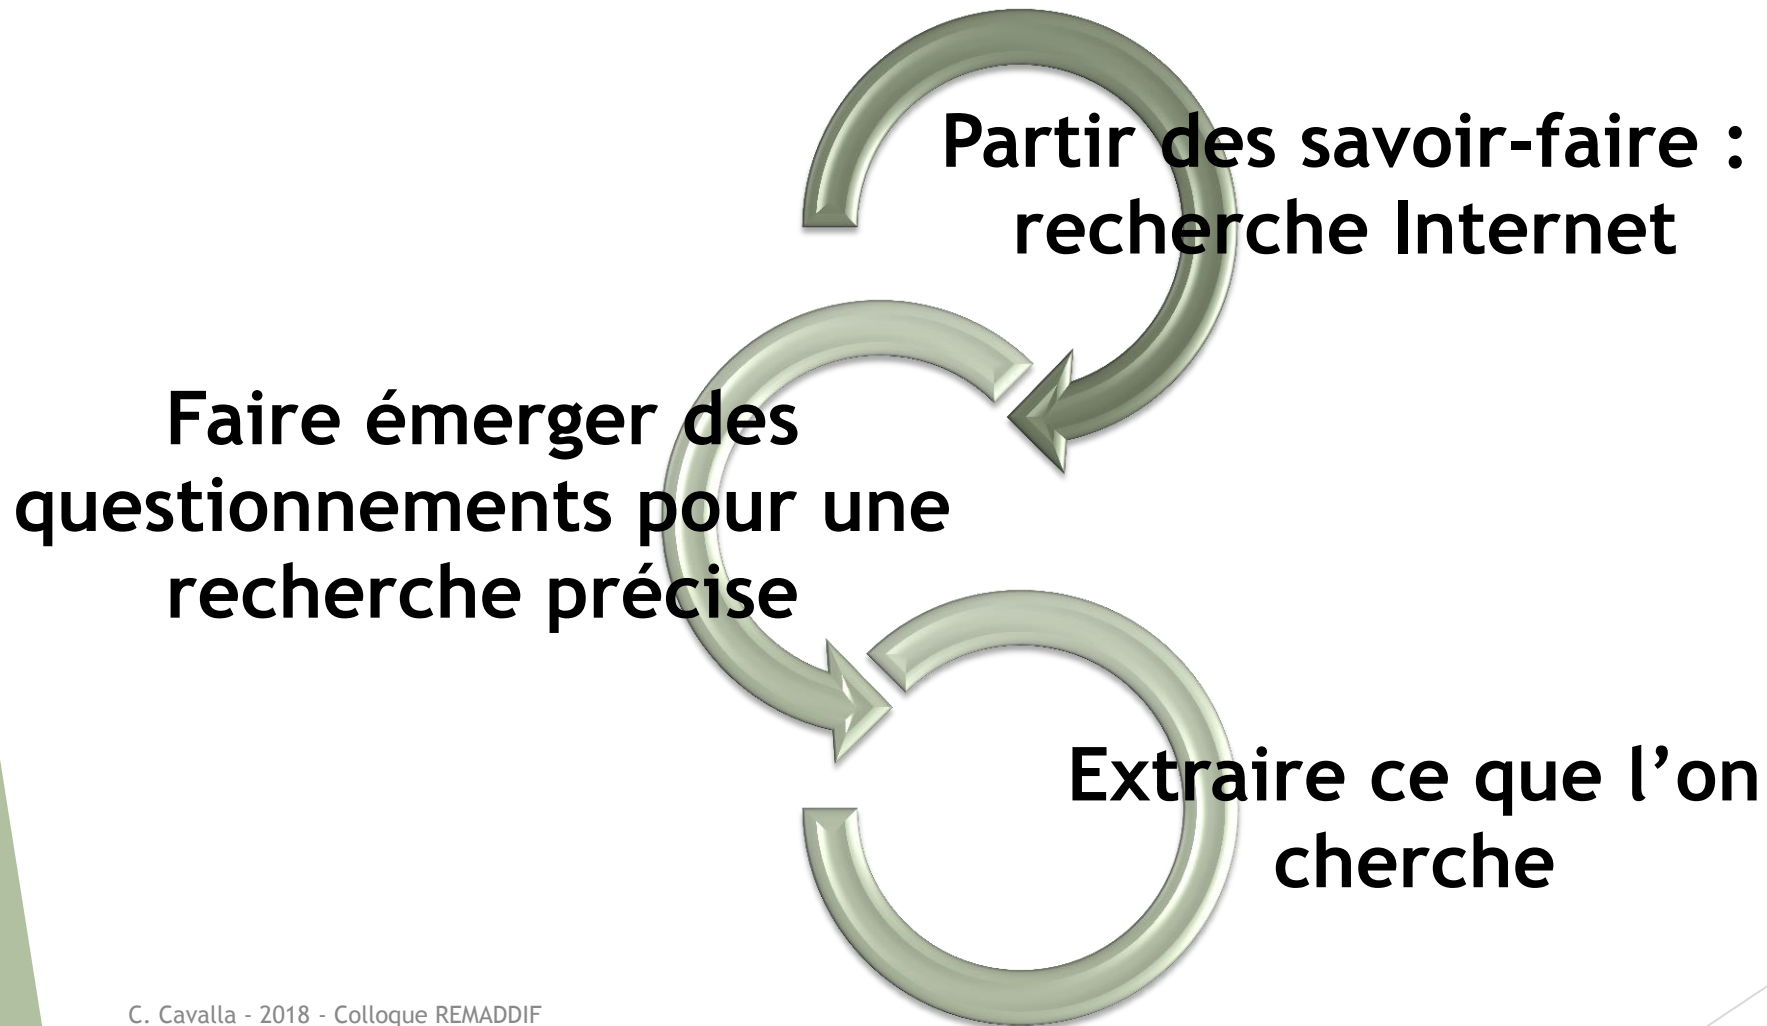 Partir des savoir-faire :
recherche Internet
Faire émerger des
questionnements pour une
recherche précise
Extraire ce que l’on
cherche
C. Cavalla - 2018 - Colloque REMADDIF